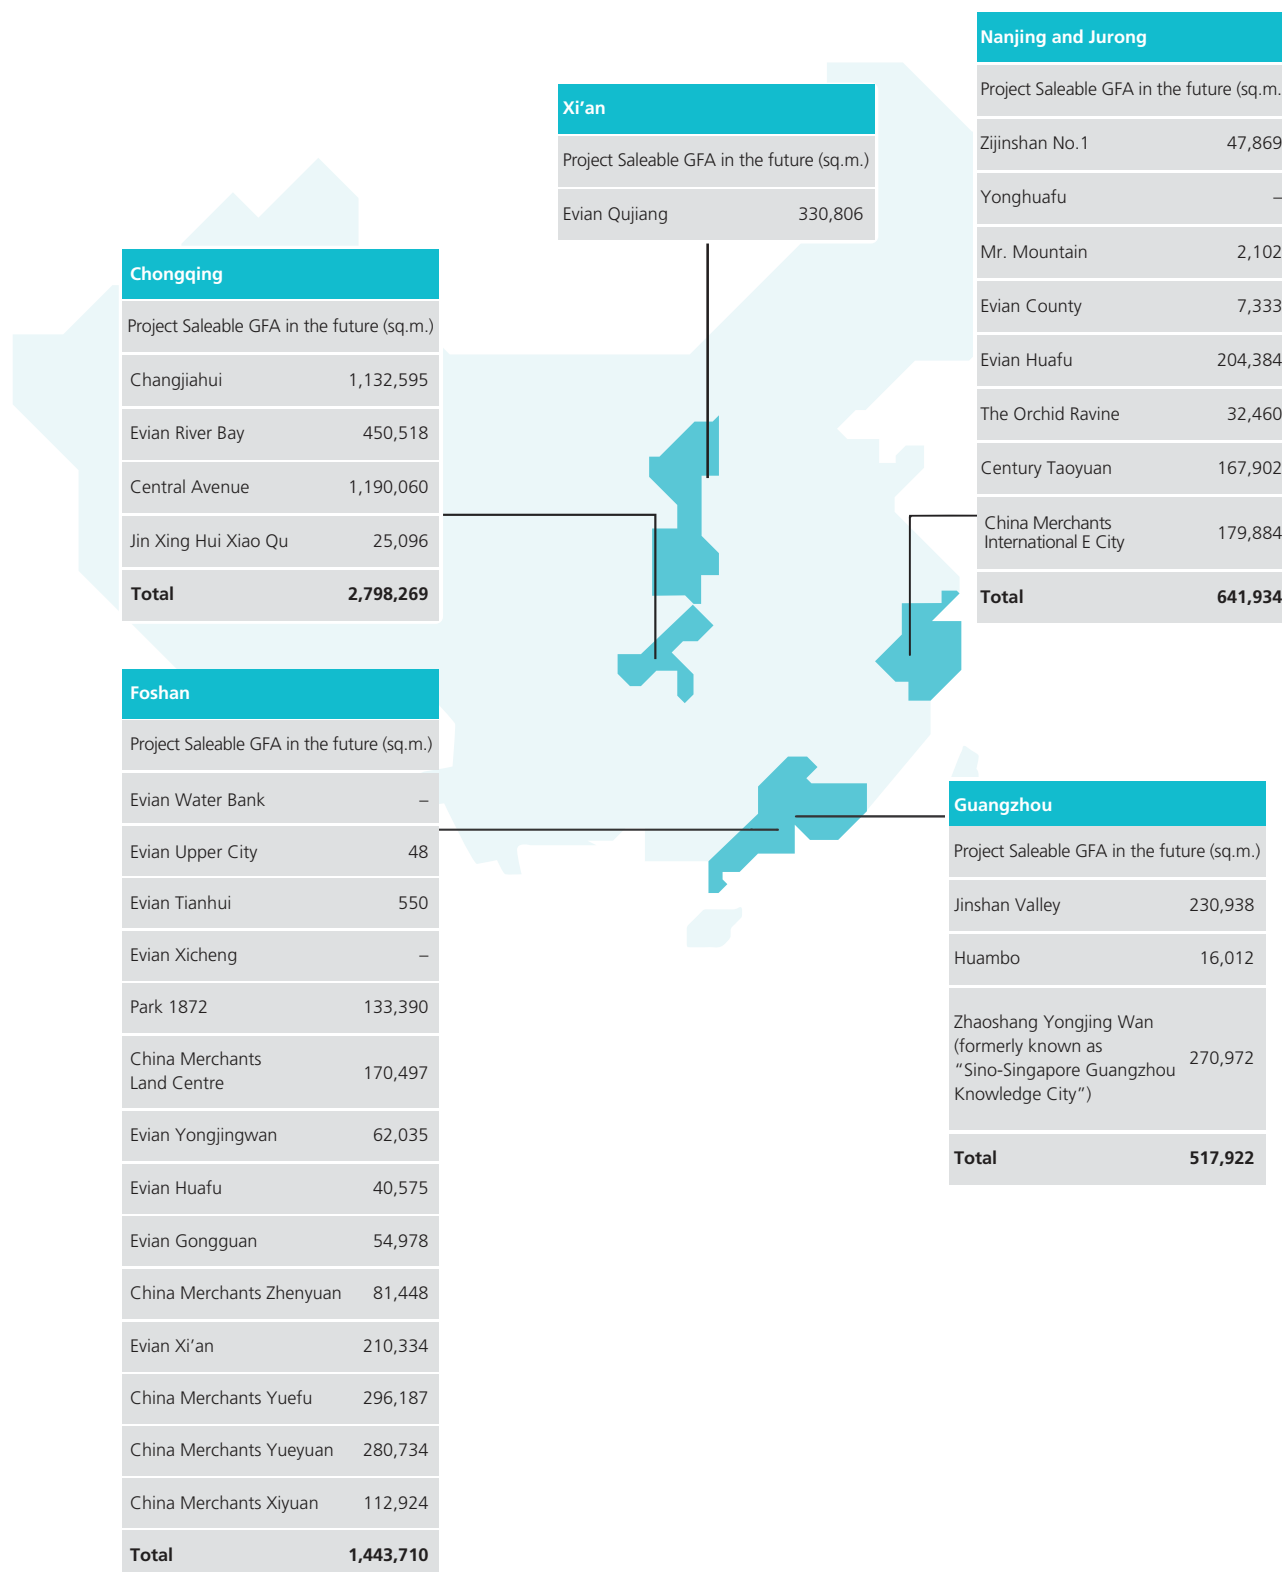 Nanjing and Jurong
Project Saleable GFA in the future (sq.m.
Zijinshan No.1 47,869
Yonghuafu –
Mr. Mountain 2,102
Evian County 7,333
Evian Huafu 204,384
The Orchid Ravine 32,460
Century Taoyuan 167,902
China Merchants
International E City 179,884
Total 641,934
Xi’an
Project Saleable GFA in the future (sq.m.)
Evian Qujiang 330,806
Chongqing
Project Saleable GFA in the future (sq.m.)
Changjiahui 1,132,595
Evian River Bay 450,518
Central Avenue 1,190,060
Jin Xing Hui Xiao Qu 25,096
Total 2,798,269
Foshan
Project Saleable GFA in the future (sq.m.)
Evian Water Bank –
Evian Upper City 48
Evian Tianhui 550
Evian Xicheng –
Park 1872 133,390
China Merchants
Land Centre 170,497
Evian Yongjingwan 62,035
Evian Huafu 40,575
Evian Gongguan 54,978
China Merchants Zhenyuan 81,448
Evian Xi’an 210,334
China Merchants Yuefu 296,187
China Merchants Yueyuan 280,734
China Merchants Xiyuan 112,924
Total 1,443,710
Guangzhou
Project Saleable GFA in the future (sq.m.)
Jinshan Valley 230,938
Huambo 16,012
Zhaoshang Yongjing Wan
(formerly known as
“Sino-Singapore Guangzhou 270,972
Knowledge City”)
Total 517,922